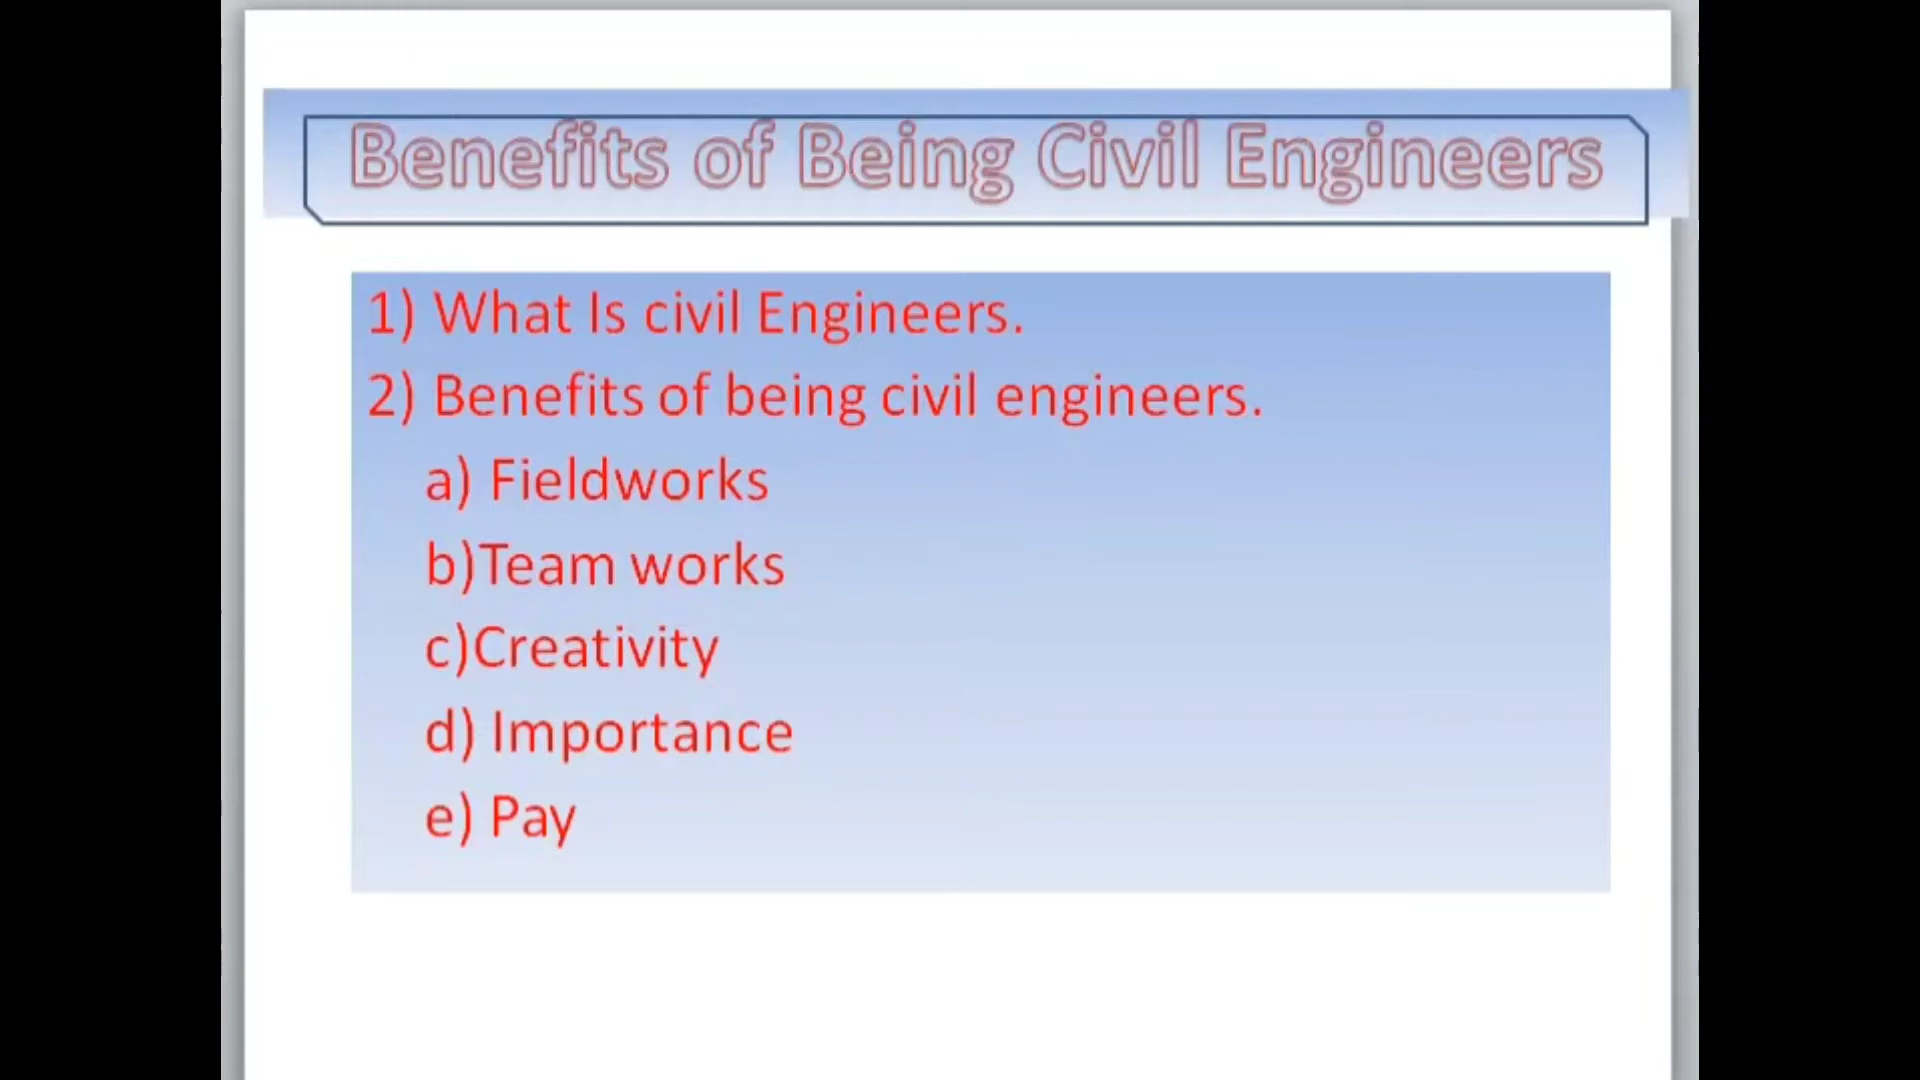 Benefits of Being Civil Engineers
1) What Is civil Engineers.
2) Benefits of being civil engineers.
a) Fieldworks
b)Team works
c)Creativity
d) Importance
e) Pay